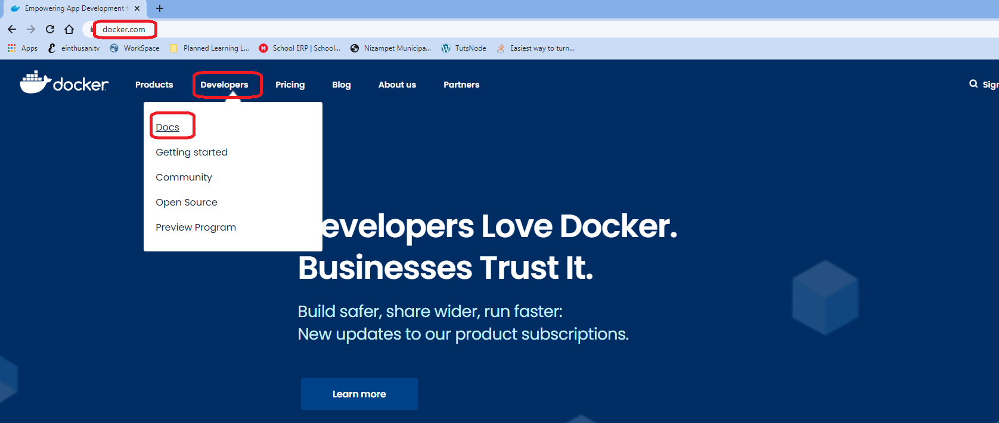 Empowering App Development f
docker.com
Apps einthusan.tv WorkSpace Planned Learning L... School ERP | School... Nizampet Municipa... TutsNode Easiest way to turn...
docker Products Developers Pricing Blog About us Partners Sign
Docs
Getting started
Community
Open Source
Preview Program
evelopers Love Docker.
Businesses Trust It.
Build safer, share wider, run faster:
New updates to our product subscriptions.
Learn more